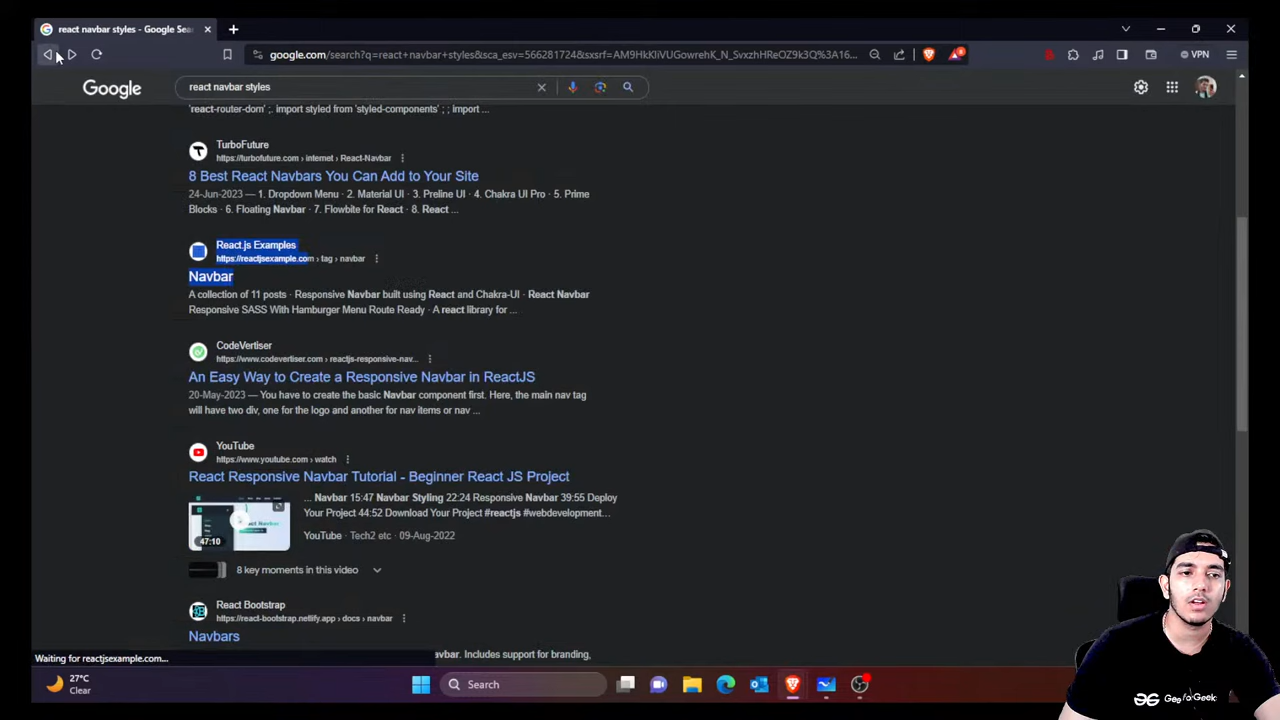 react navbar styles - Google Sea
google.com/search?q=react+navbar+styles&sca_esv=566281724&sxsrf=AM9HkKliVUGowrehK_N_SvxzhHReOZ9k3Q%3A16...
VPN
Google
react navbar styles
'react-router-dom' ;. import styled from 'styled-components' ; ; import ...
TurboFuture
https://turbofuture.com › internet › React-Navbar
8 Best React Navbars You Can Add to Your Site
24-Jun-2023 — 1. Dropdown Menu · 2. Material UI · 3. Preline UI · 4. Chakra UI Pro · 5. Prime
Blocks · 6. Floating Navbar · 7. Flowbite for React · 8. React ...
React.js Examples
https://reactjsexample.com › tag › navbar
Navbar
A collection of 11 posts · Responsive Navbar built using React and Chakra-UI · React Navbar
Responsive SASS With Hamburger Menu Route Ready · A react library for ...
CodeVertiser
https://www.codevertiser.com › reactjs-responsive-nav...
An Easy Way to Create a Responsive Navbar in ReactJS
20-May-2023 — You have to create the basic Navbar component first. Here, the main nav tag
will have two div, one for the logo and another for nav items or nav ...
YouTube
https://www.youtube.com › watch
React Responsive Navbar Tutorial - Beginner React JS Project
... Navbar 15:47 Navbar Styling 22:24 Responsive Navbar 39:55 Deploy
Your Project 44:52 Download Your Project #reactjs #webdevelopment...
47:10
YouTube · Tech2 etc · 09-Aug-2022
8 key moments in this video
React Bootstrap
https://react-bootstrap.netlify.app › docs › navbar
Navbars
avbar. Includes support for branding,
Waiting for reactjsexample.com...
27°C
Clear
Search